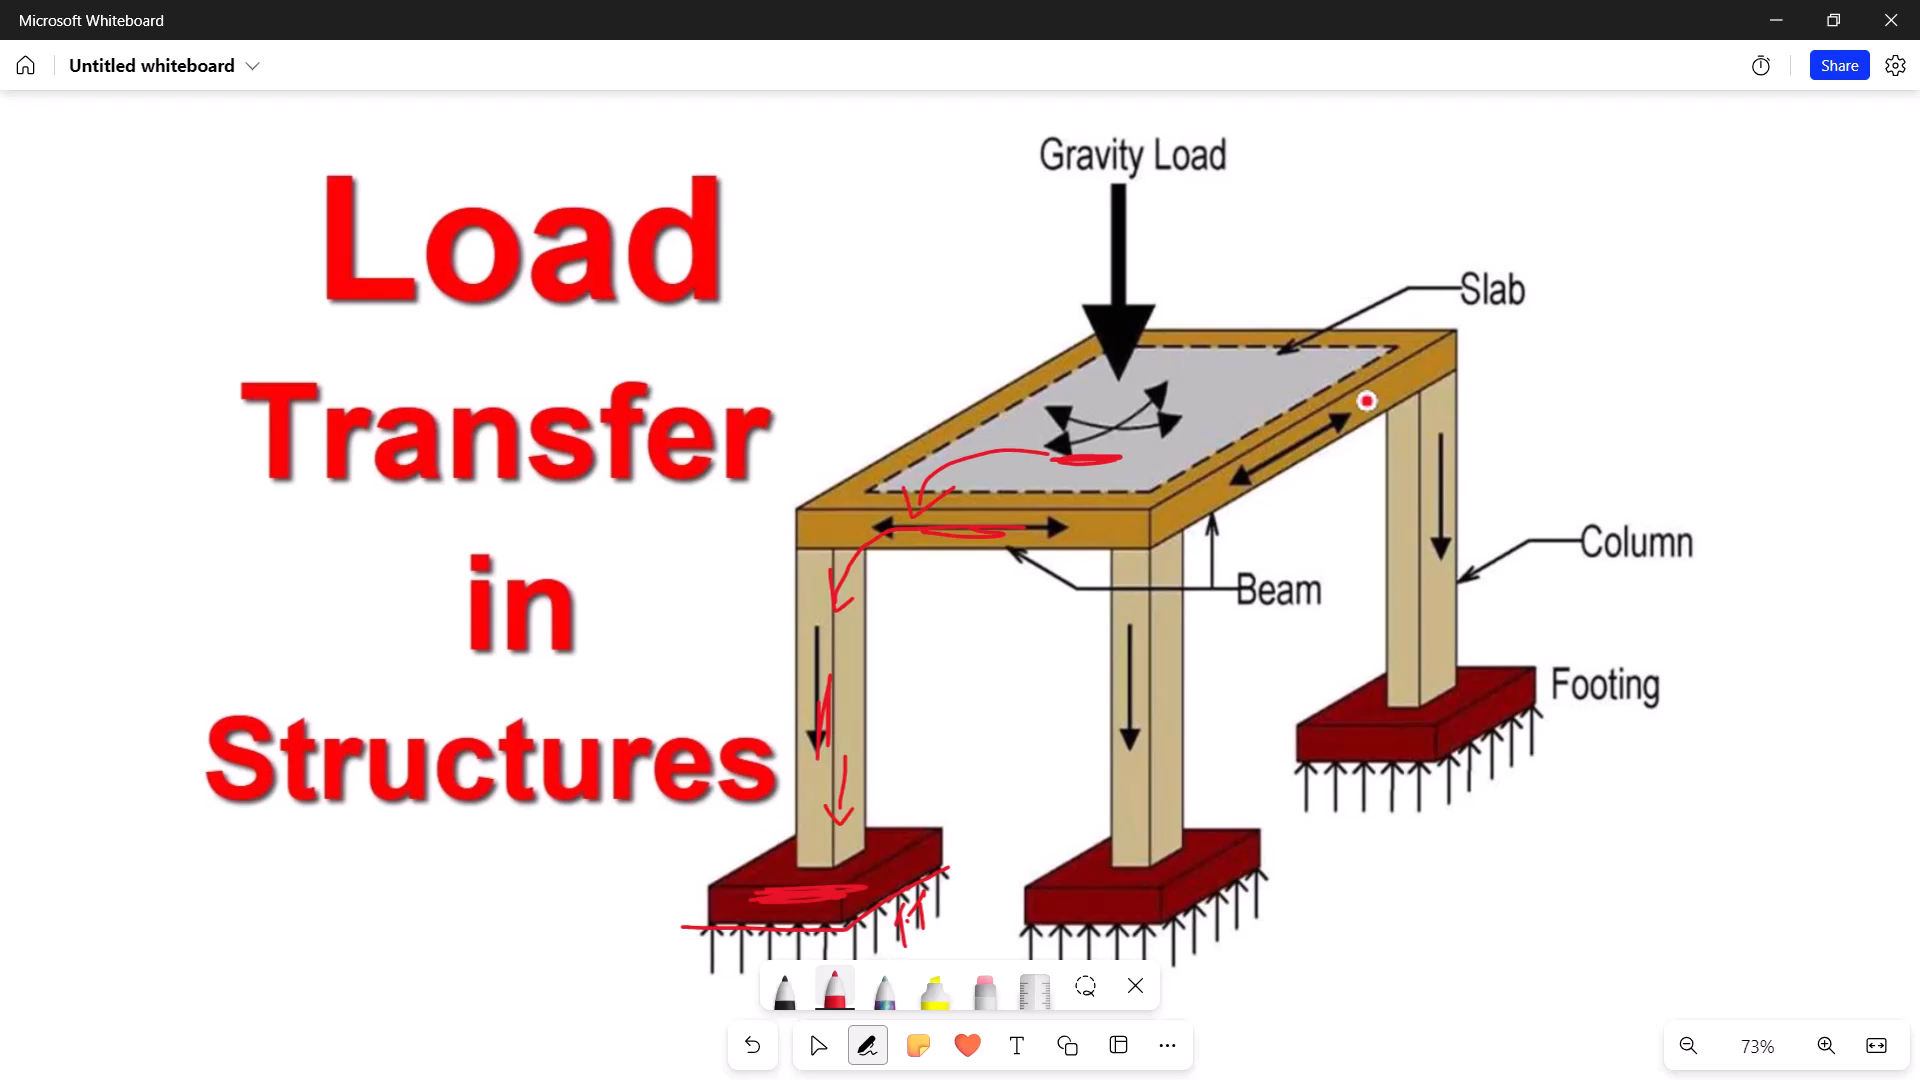 Microsoft Whiteboard
Untitled whiteboard
Share
Gravity Load
Load
Slab
Transfer
in
Column
Beam
Structures
Footing
73%